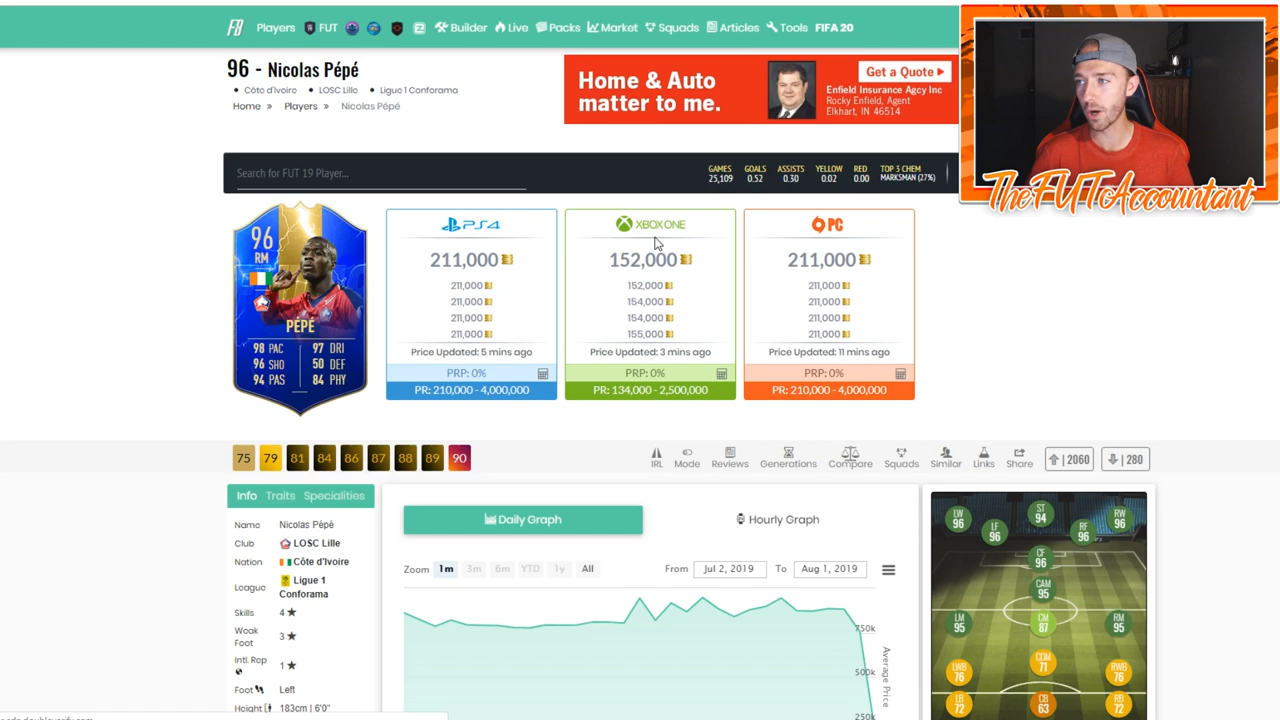 FB Players FUT Builder Live Packs Market Squads Articles Tools FIFA 20
96 - Nicolas Pépé
Côte d'Ivoire LOSC Lille Ligue 1 Conforama
Home » Players » Nicolas Pépé
Home & Auto
matter to me.
Get a Quote
Enfield Insurance Agcy Inc
Rocky Enfield, Agent
Elkhart, IN 46514
TheFUTAccountant
Search for FUT 19 Player...
GAMES GOALS ASSISTS YELLOW RED TOP 3 CHEM
25,109 0.52 0.30 0.02 0.00 MARKSMAN (27%)
96
RM
PÉPÉ
98 PAC 97 DRI
96 SHO 50 DEF
94 PAS 84 PHY
PS4
211,000
211,000
211,000
211,000
211,000
Price Updated: 5 mins ago
PRP: 0%
PR: 210,000 - 4,000,000
XBOX ONE
152,000
152,000
154,000
154,000
155,000
Price Updated: 3 mins ago
PRP: 0%
PR: 134,000 - 2,500,000
PC
211,000
211,000
211,000
211,000
211,000
Price Updated: 11 mins ago
PRP: 0%
PR: 210,000 - 4,000,000
75 79 81 84 86 87 88 89 90
IRL Mode Reviews Generations Compare Squads Similar Links Share 2060 280
Info Traits Specialities
Name Nicolas Pépé
Club LOSC Lille
Nation Côte d'Ivoire
League Ligue 1
Conforama
Skills 4
Weak
Foot 3
Intl. Rep 1
Foot Left
Height 183cm | 6'0"
Daily Graph Hourly Graph
Zoom 1m 3m 6m YTD 1y All From Jul 2, 2019 To Aug 1, 2019
750k
500k
250k
Average Price
LW
96
LF
96
ST
94
RF
96
RW
96
CF
96
CAM
95
LM
95
CM
87
RM
95
LWB
76
CDM
71
RWB
76
LB
72
CB
63
RB
72